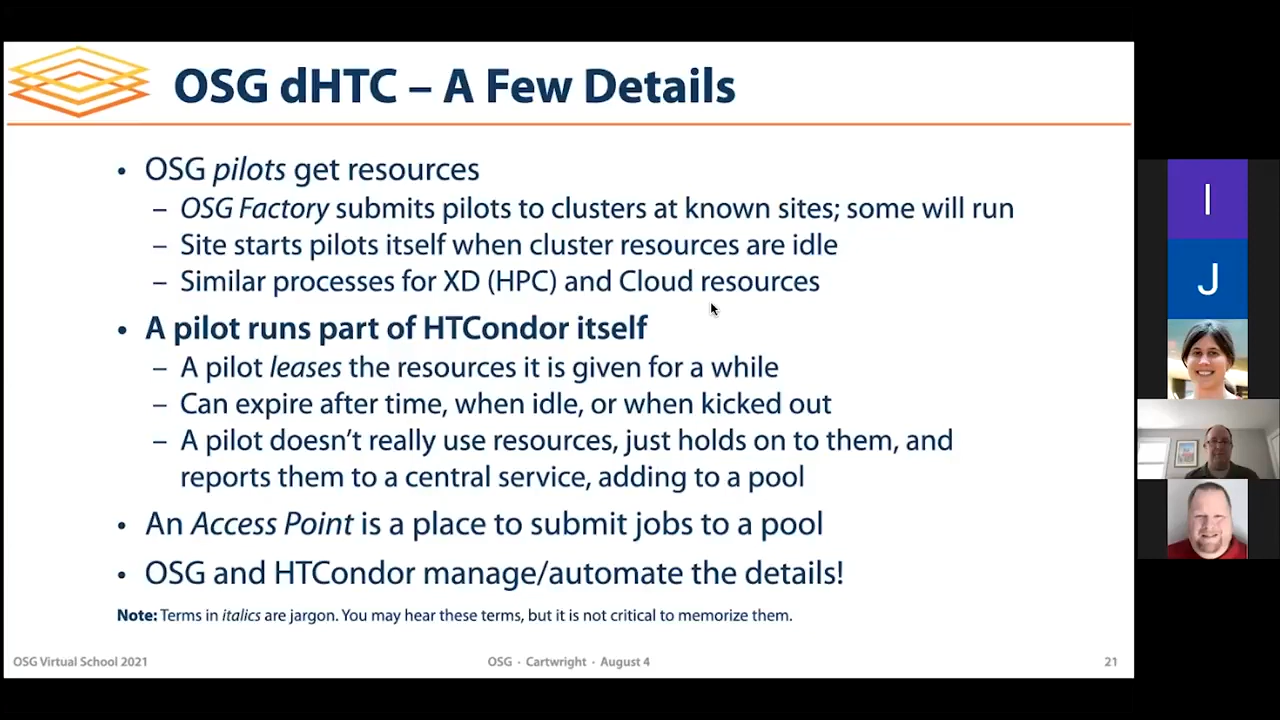 OSG dHTC – A Few Details
• OSG pilots get resources
– OSG Factory submits pilots to clusters at known sites; some will run
– Site starts pilots itself when cluster resources are idle
– Similar processes for XD (HPC) and Cloud resources
• A pilot runs part of HTCondor itself
– A pilot leases the resources it is given for a while
– Can expire after time, when idle, or when kicked out
– A pilot doesn’t really use resources, just holds on to them, and
reports them to a central service, adding to a pool
• An Access Point is a place to submit jobs to a pool
• OSG and HTCondor manage/automate the details!
Note: Terms in italics are jargon. You may hear these terms, but it is not critical to memorize them.
OSG Virtual School 2021
OSG · Cartwright · August 4
21
I
J